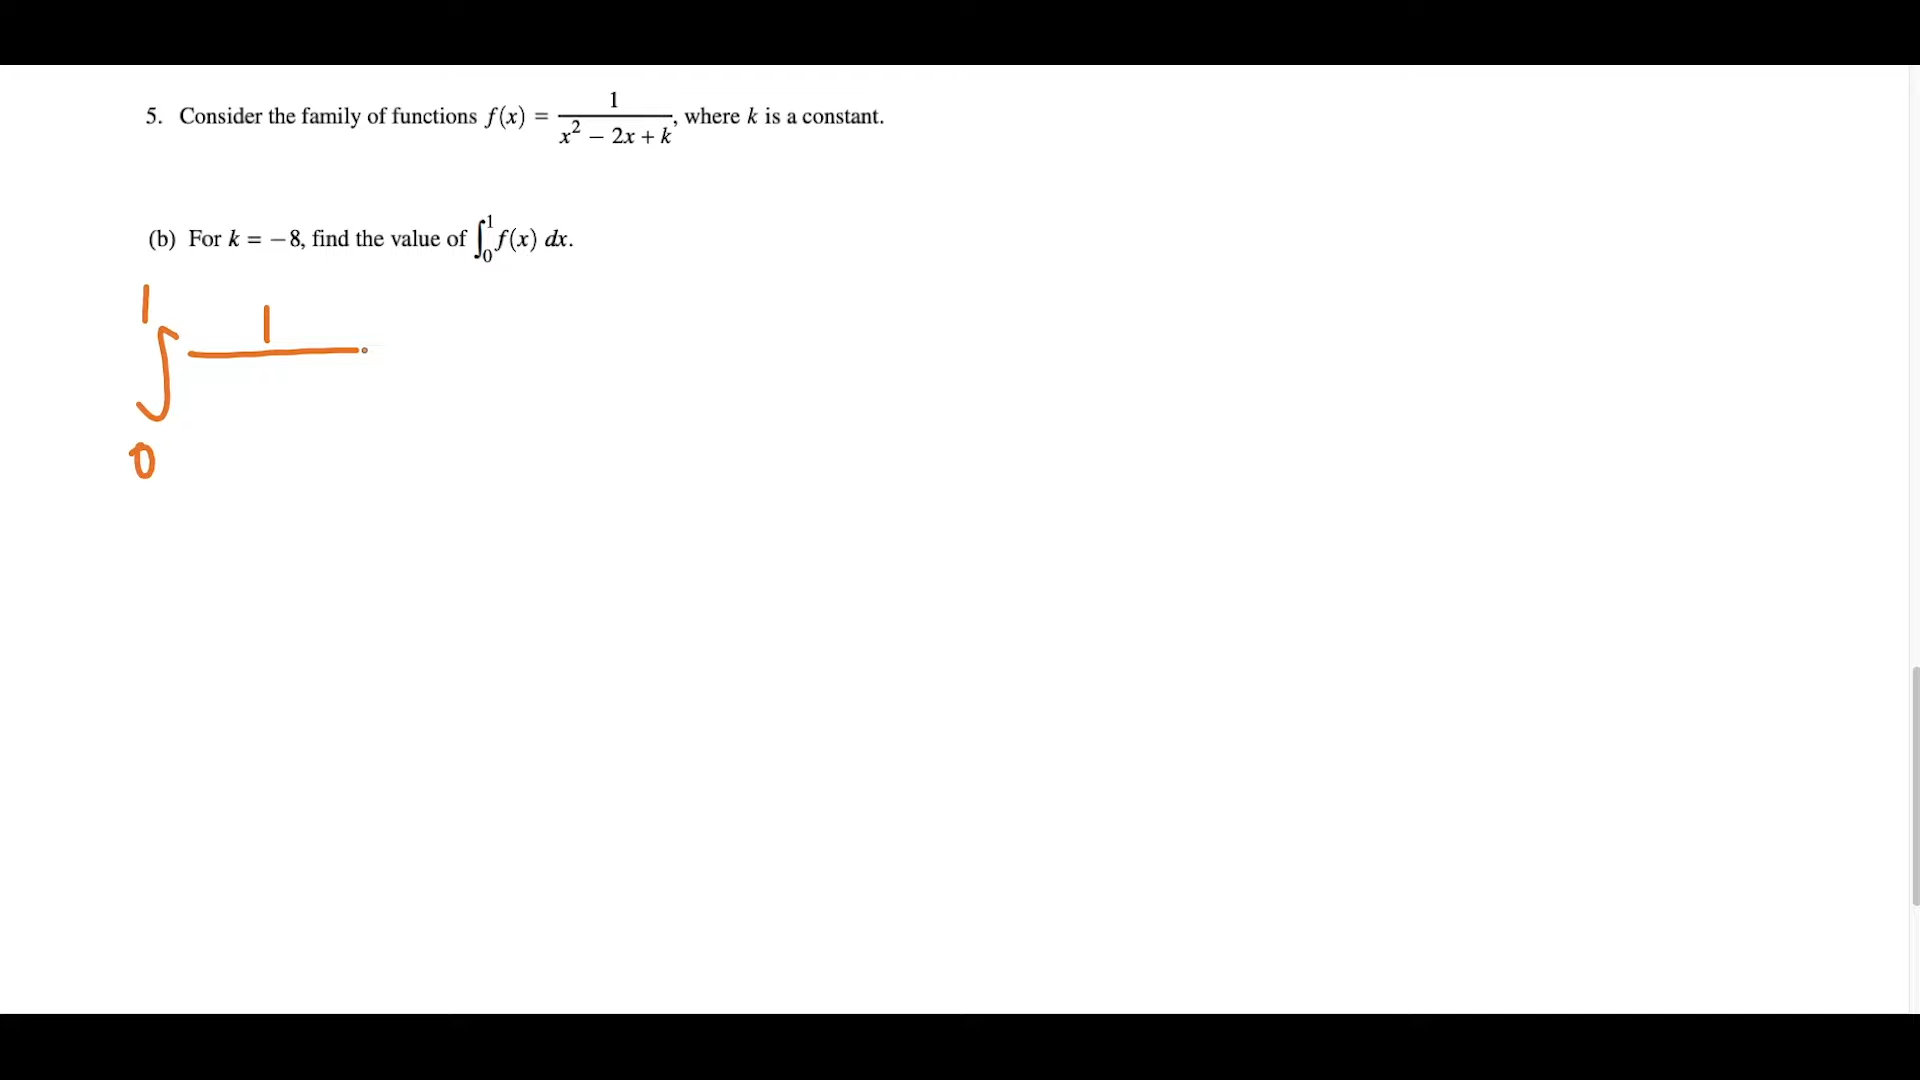 5. Consider the family of functions f(x) = 1/(x² − 2x + k), where k is a constant.
(b) For k = −8, find the value of ∫₀¹ f(x) dx.
1
∫ 1
0